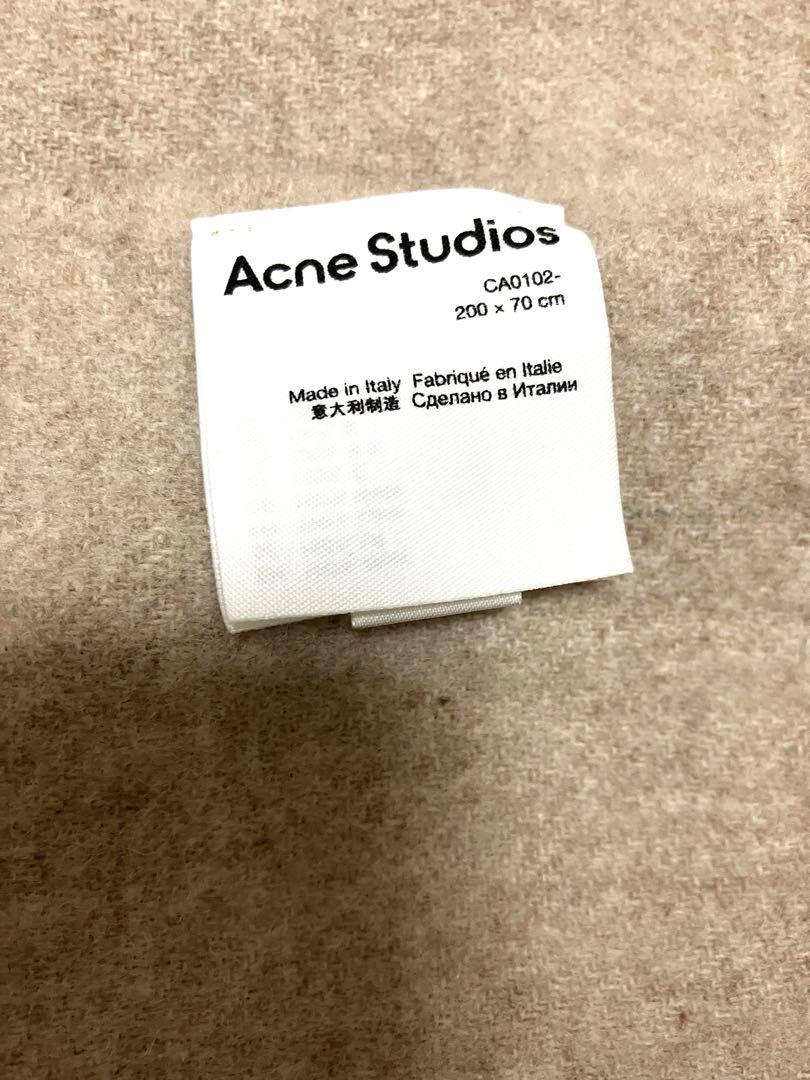 Acne Studios
CA0102-
200 × 70 cm
Made in Italy Fabriqué en Italie
意大利制造 Сделано в Италии